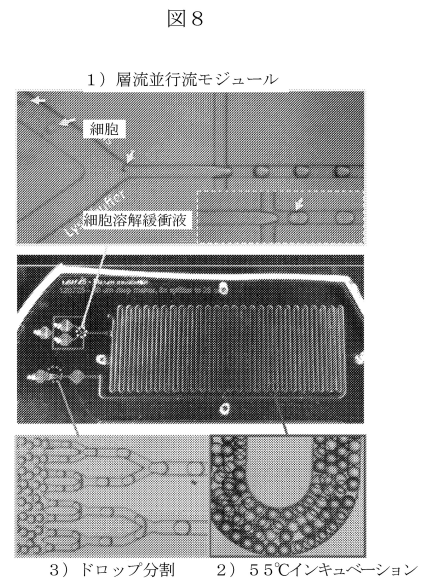 図８
１）層流並行流モジュール
細胞
細胞溶解緩衝液
３）ドロップ分割
２）５５℃インキュベーション